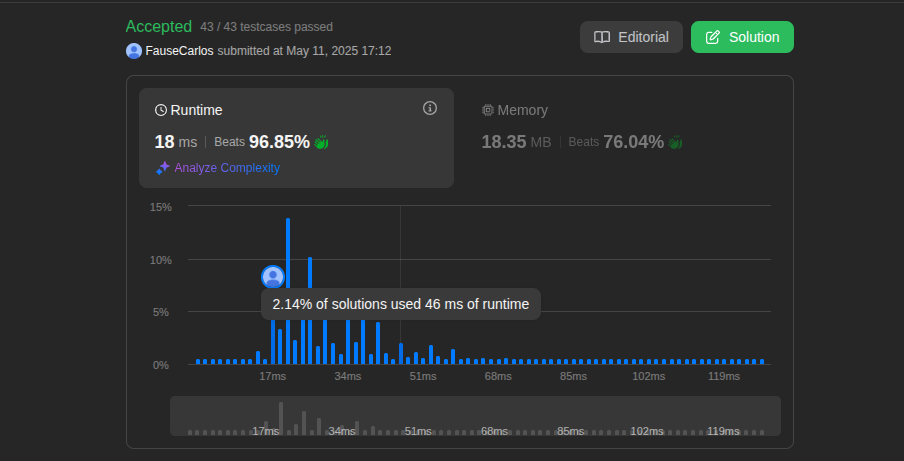 Accepted 43 / 43 testcases passed
FauseCarlos submitted at May 11, 2025 17:12
Editorial
Solution
Runtime
18 ms | Beats 96.85%
Analyze Complexity
Memory
18.35 MB | Beats 76.04%
15%
10%
5%
0%
2.14% of solutions used 46 ms of runtime
17ms 34ms 51ms 68ms 85ms 102ms 119ms
17ms 34ms 51ms 68ms 85ms 102ms 119ms